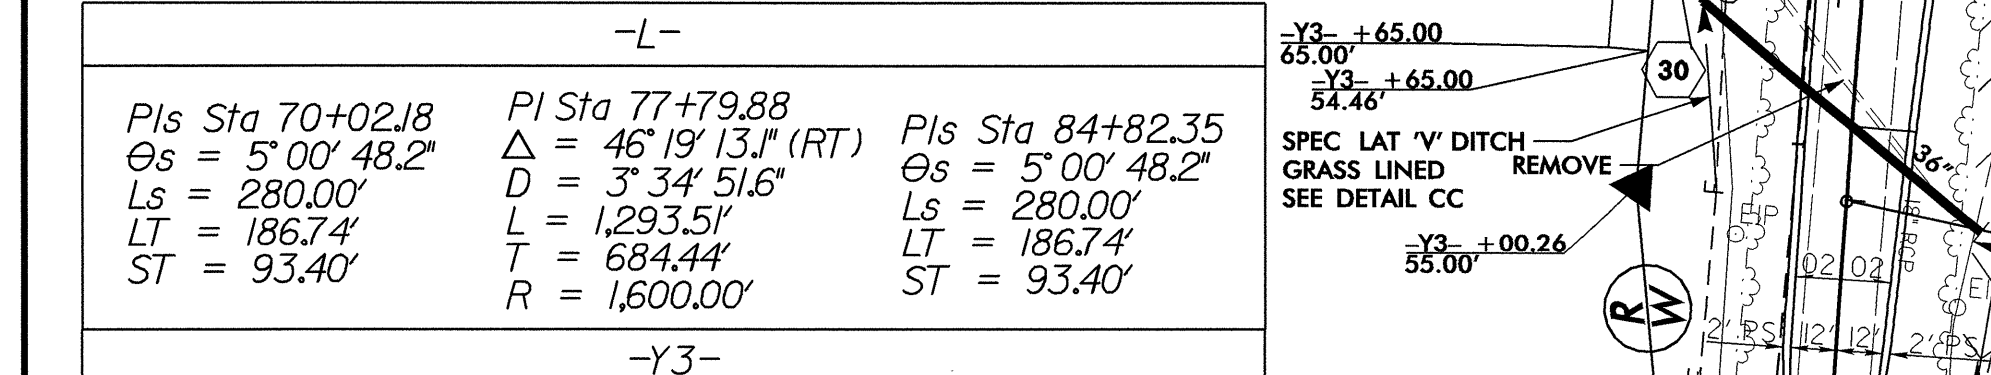 -L-
PIs Sta 70+02.18
θs = 5° 00' 48.2"
Ls = 280.00'
LT = 186.74'
ST = 93.40'
PI Sta 77+79.88
Δ = 46° 19' 13.1" (RT)
D = 3° 34' 51.6"
L = 1,293.51'
T = 684.44'
R = 1,600.00'
PIs Sta 84+82.35
θs = 5° 00' 48.2"
Ls = 280.00'
LT = 186.74'
ST = 93.40'
-Y3-
-Y3- +65.00
65.00'
-Y3- +65.00
54.46'
30
SPEC LAT 'V' DITCH
GRASS LINED
SEE DETAIL CC
REMOVE
-Y3- +00.26
55.00'
R
W
36"
18" RCP
F
EIP
02 02
E
2' PS 12' 12' 2' PS